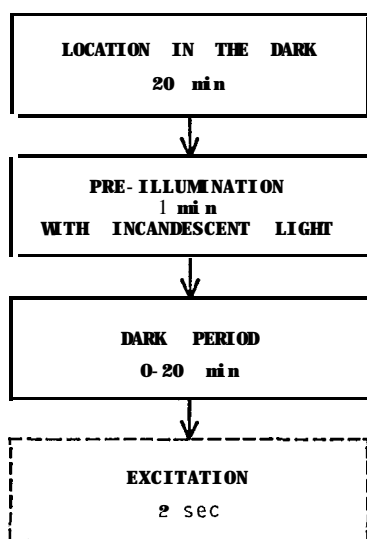 LOCATION IN THE DARK
20 min
PRE-ILLUMINATION
1 min
WITH INCANDESCENT LIGHT
DARK PERIOD
0-20 min
EXCITATION
2 sec